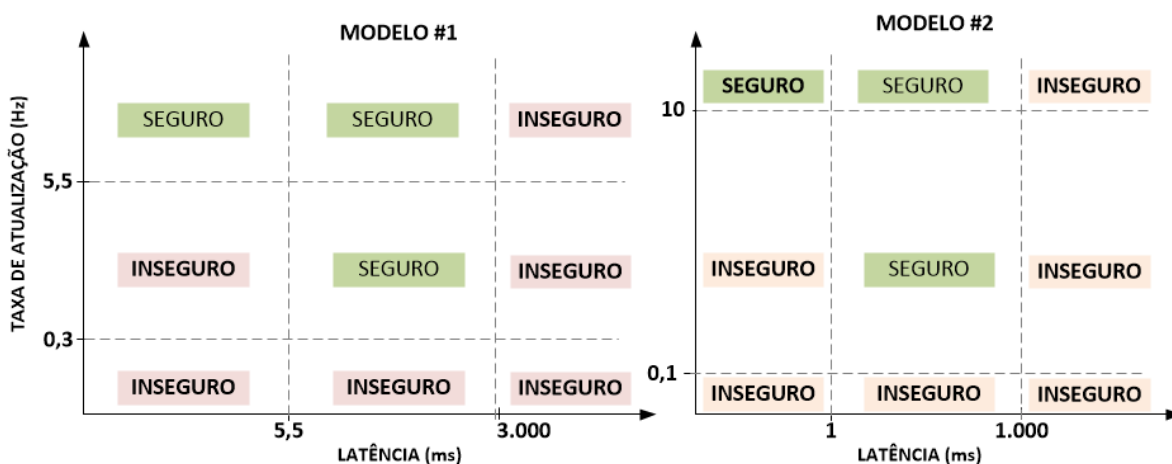 MODELO #1
TAXA DE ATUALIZAÇÃO (Hz)
SEGURO
SEGURO
INSEGURO
5,5
INSEGURO
SEGURO
INSEGURO
0,3
INSEGURO
INSEGURO
INSEGURO
5,5
3.000
LATÊNCIA (ms)
MODELO #2
SEGURO
SEGURO
INSEGURO
10
INSEGURO
SEGURO
INSEGURO
0,1
INSEGURO
INSEGURO
INSEGURO
1
1.000
LATÊNCIA (ms)